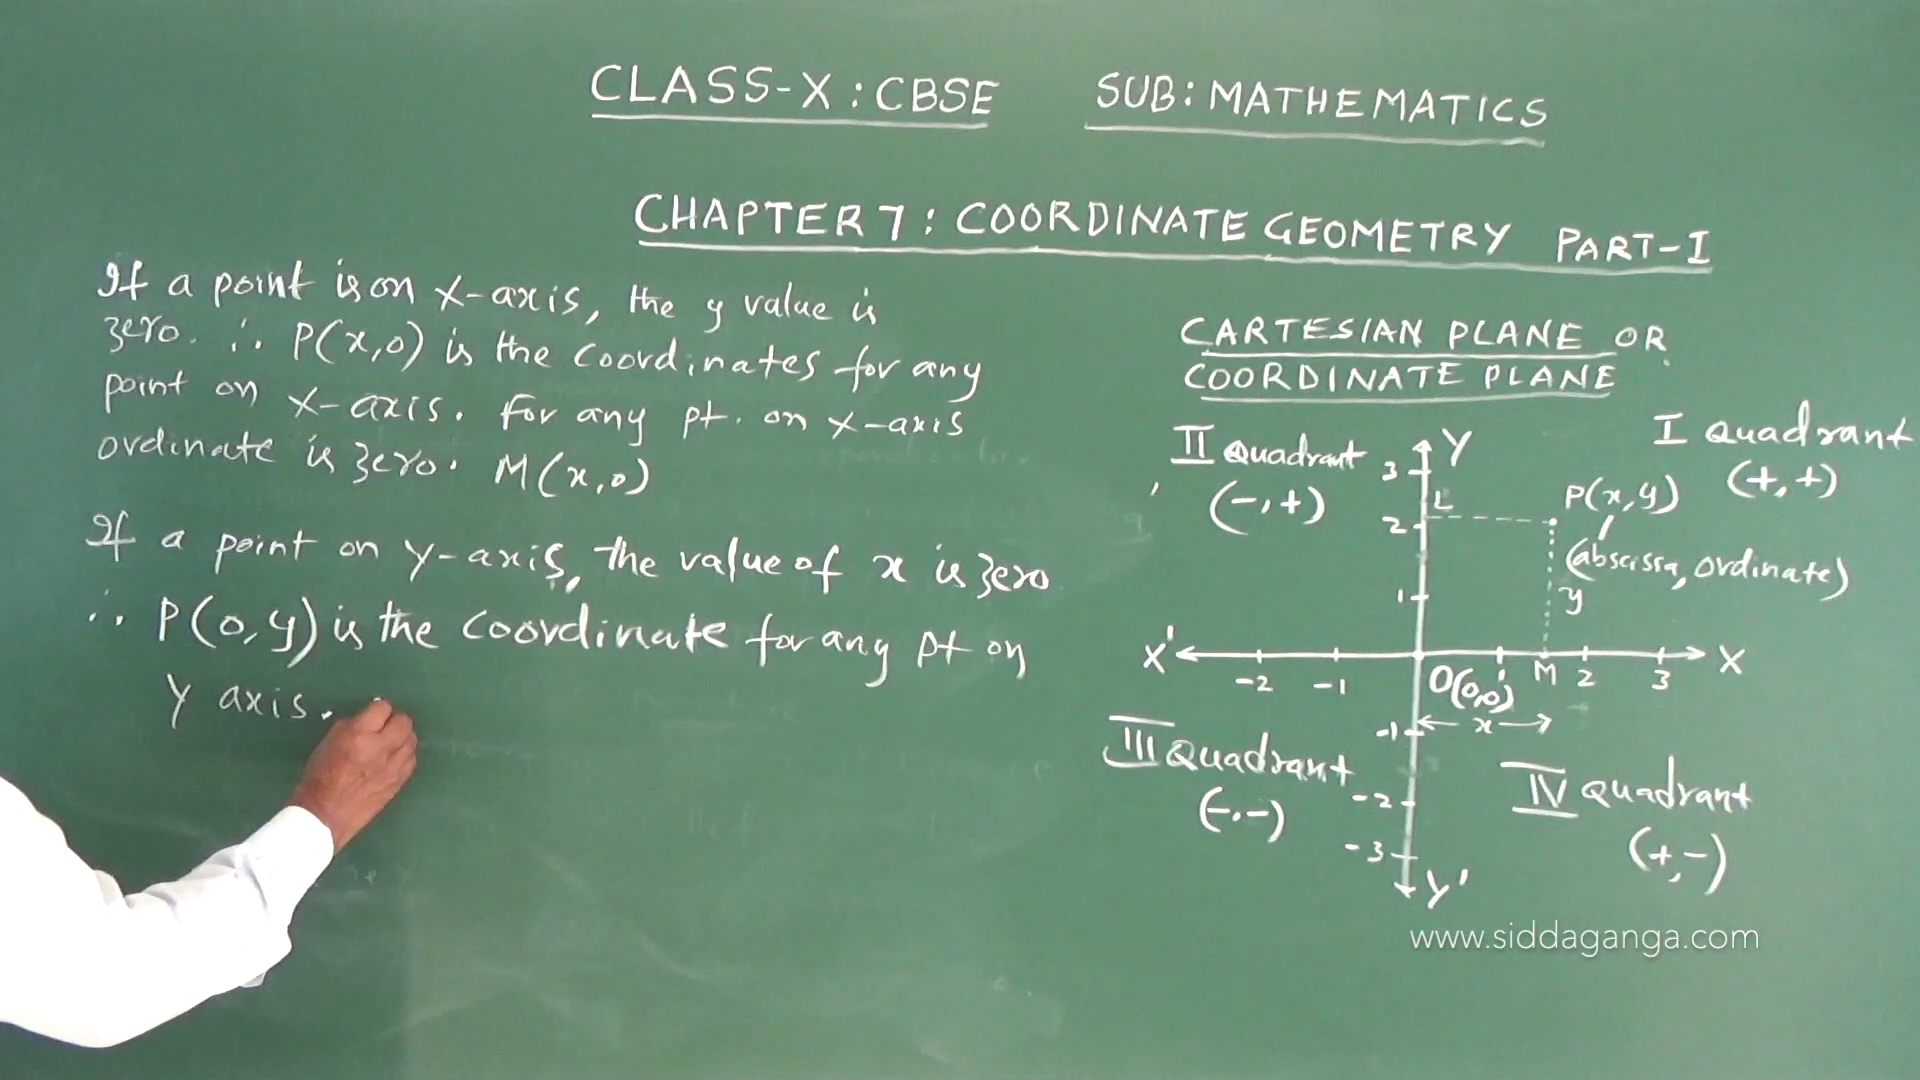 CLASS-X : CBSE SUB: MATHEMATICS
CHAPTER 7 : COORDINATE GEOMETRY PART-I
If a point is on X-axis, the y value is
zero. ∴ P(x,0) is the coordinates for any
point on X-axis. for any pt. on X-axis
ordinate is zero. M(x,0)
If a point on Y-axis, the value of x is zero
∴ P(0,y) is the coordinate for any pt on
Y axis.
CARTESIAN PLANE OR
COORDINATE PLANE
II Quadrant
(-,+)
I Quadrant
(+,+)
Y
3
L
2
1
P(x,y)
(abscissa, ordinate)
y
X'
-2 -1
O(0,0)
1
M 2 3
X
x
-1
-2
-3
Y'
III Quadrant
(-,-)
IV Quadrant
(+,-)
www.siddaganga.com